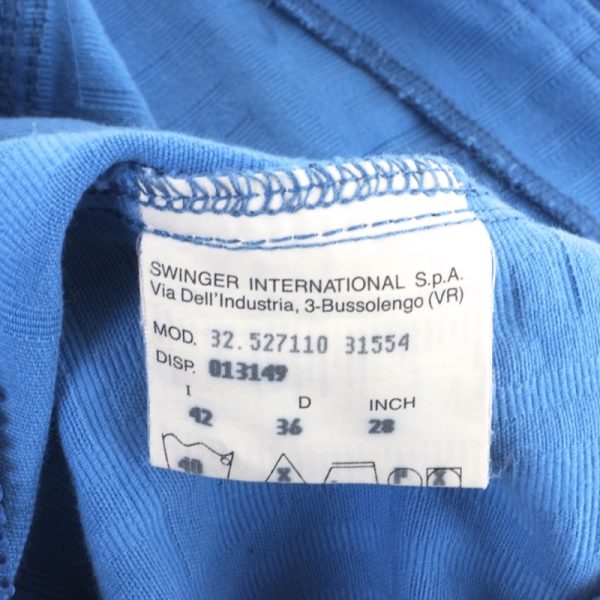 SWINGER INTERNATIONAL S.p.A.
Via Dell'Industria, 3-Bussolengo (VR)
MOD. 32.527110 31554
DISP. 013149
I D INCH
42 36 28
40 X P X